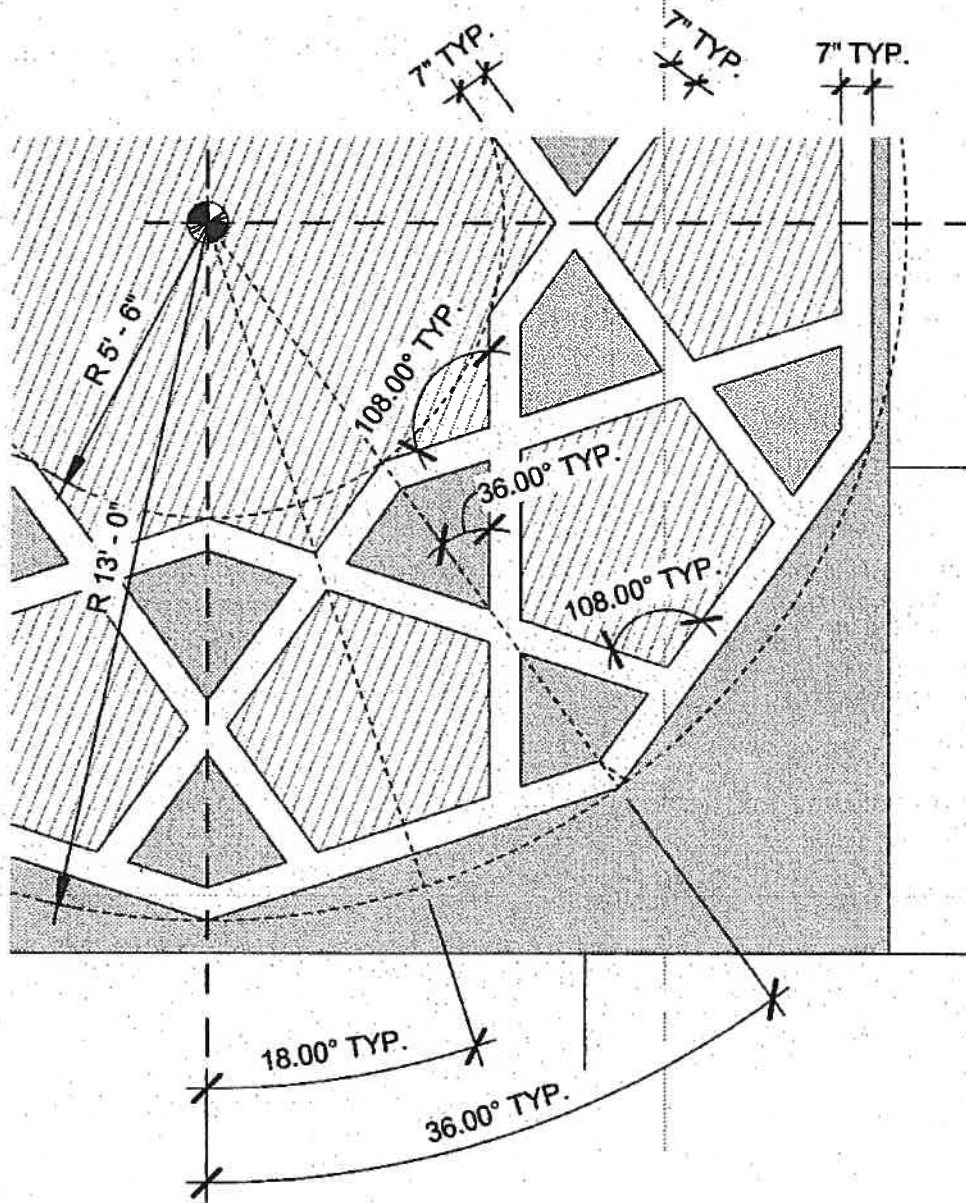 7" TYP.
7" TYP.
7" TYP.
R 5' - 6"
108.00° TYP.
36.00° TYP.
R 13' - 0"
108.00° TYP.
18.00° TYP.
36.00° TYP.